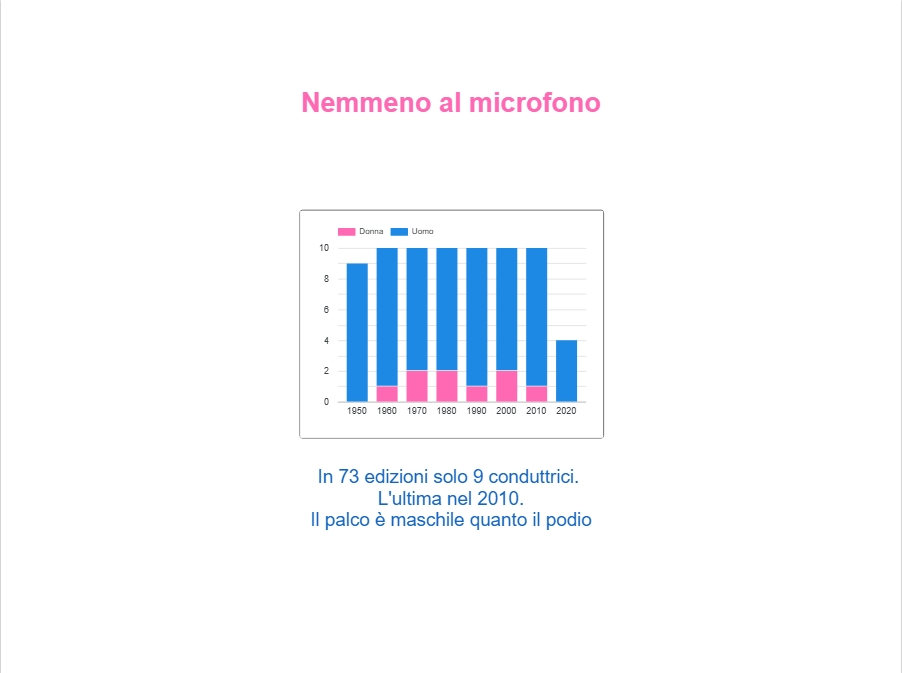 Nemmeno al microfono
Donna Uomo
10
8
6
4
2
0
1950 1960 1970 1980 1990 2000 2010 2020
In 73 edizioni solo 9 conduttrici.
L'ultima nel 2010.
Il palco è maschile quanto il podio